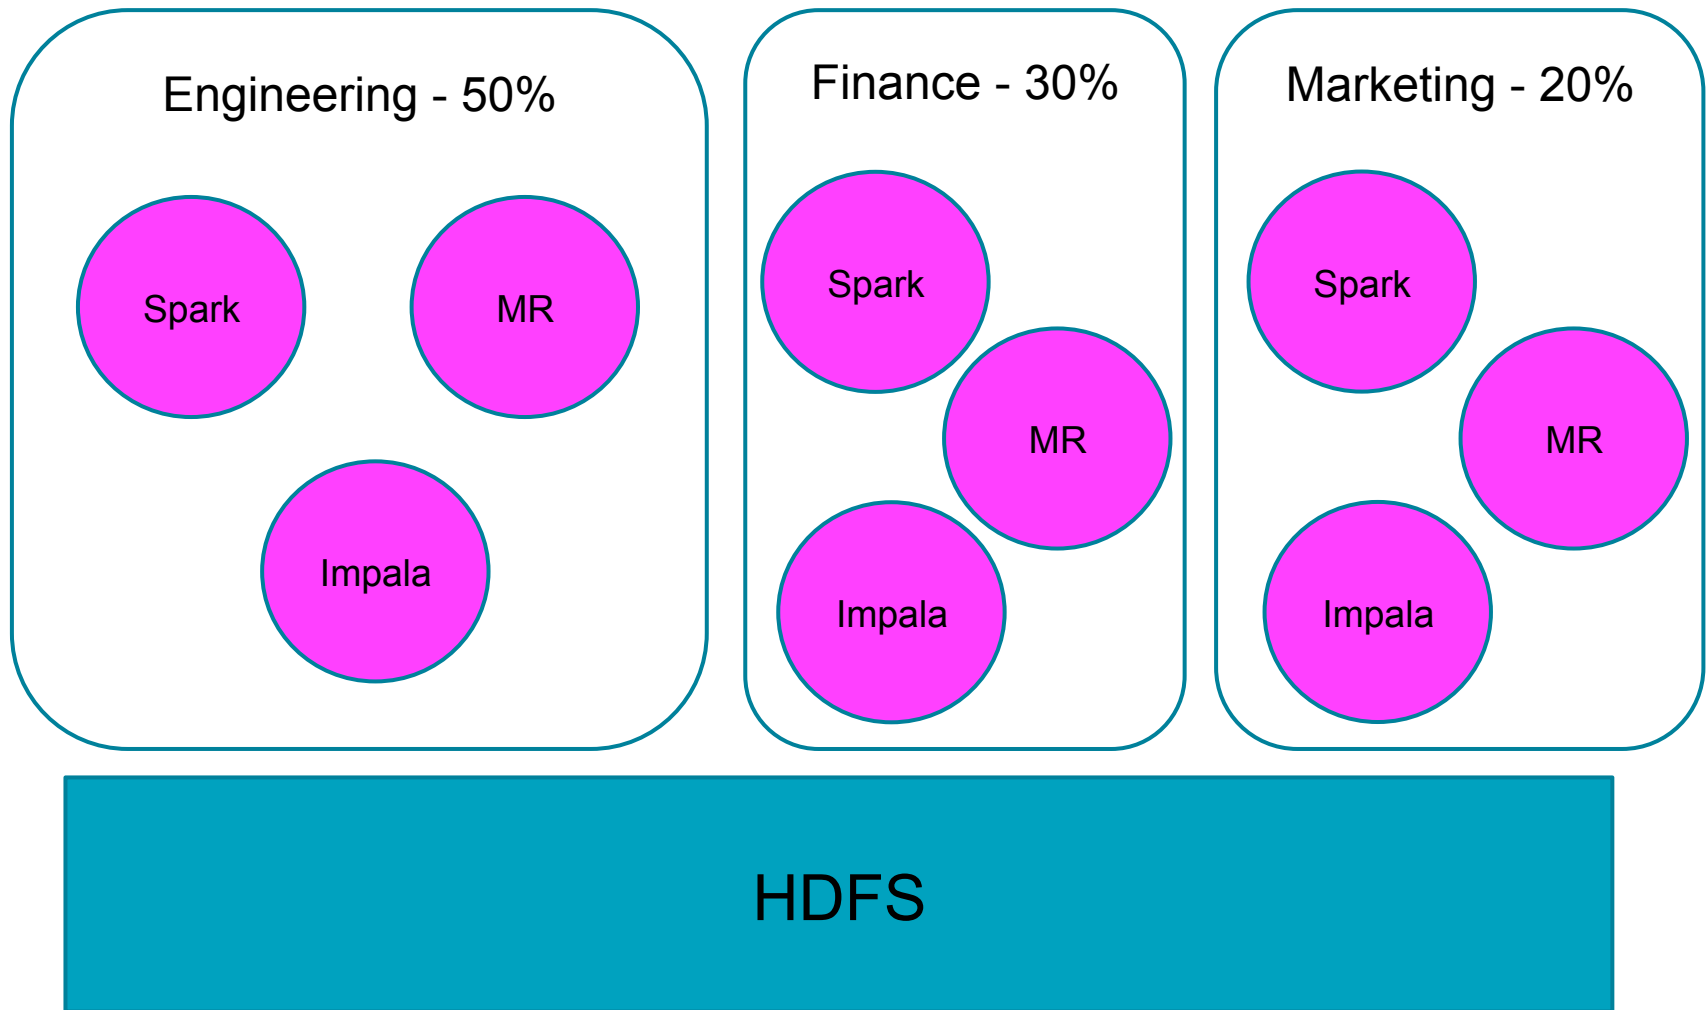 Engineering - 50%
Spark
MR
Impala
Finance - 30%
Spark
MR
Impala
Marketing - 20%
Spark
MR
Impala
HDFS